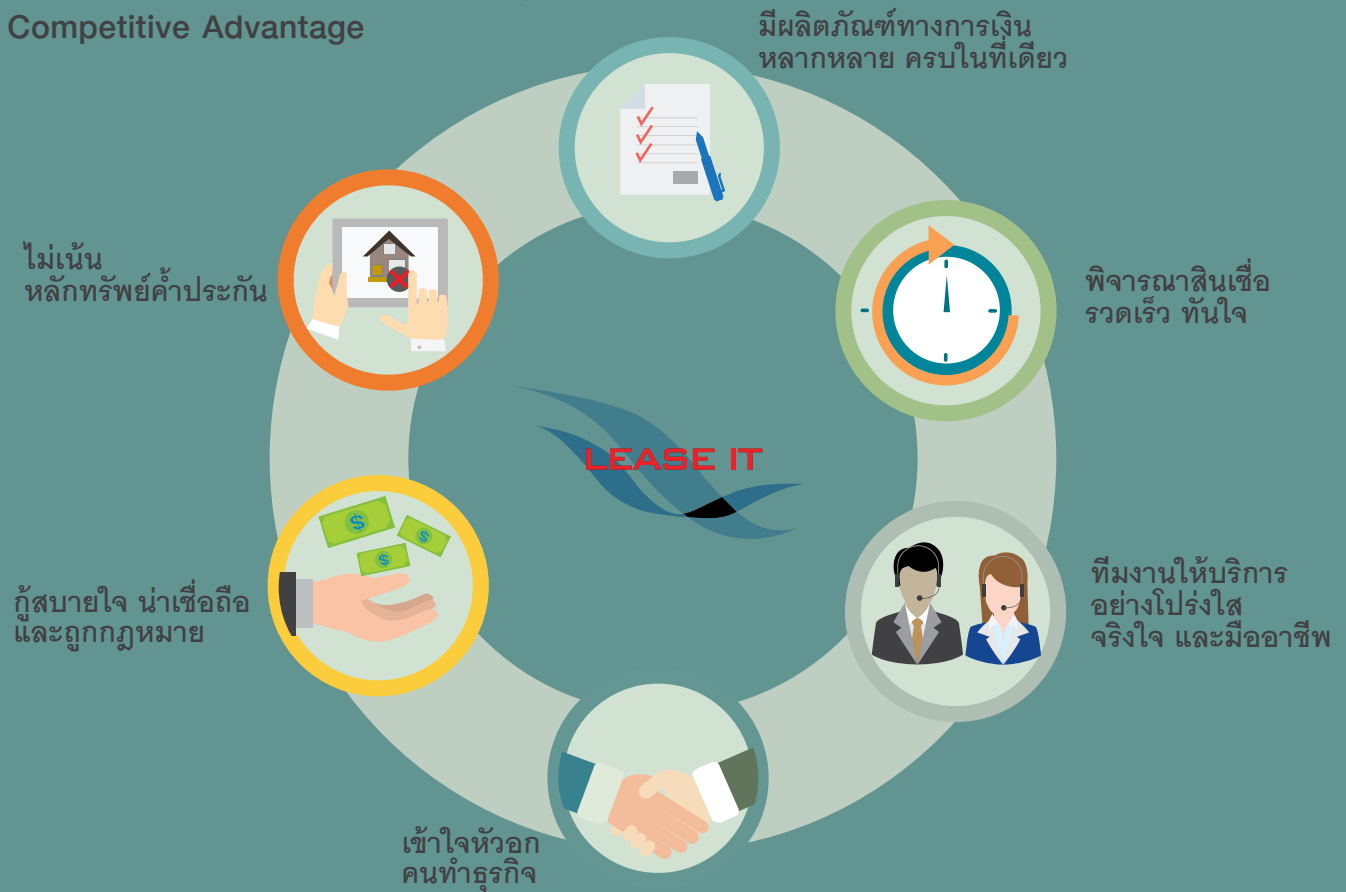 Competitive Advantage
มีผลิตภัณฑ์ทางการเงิน
หลากหลาย ครบในที่เดียว
พิจารณาสินเชื่อ
รวดเร็ว ทันใจ
ทีมงานให้บริการ
อย่างโปร่งใส
จริงใจ และมืออาชีพ
เข้าใจหัวอก
คนทำธุรกิจ
กู้สบายใจ น่าเชื่อถือ
และถูกกฎหมาย
ไม่เน้น
หลักทรัพย์ค้ำประกัน
LEASE IT
$
$
$